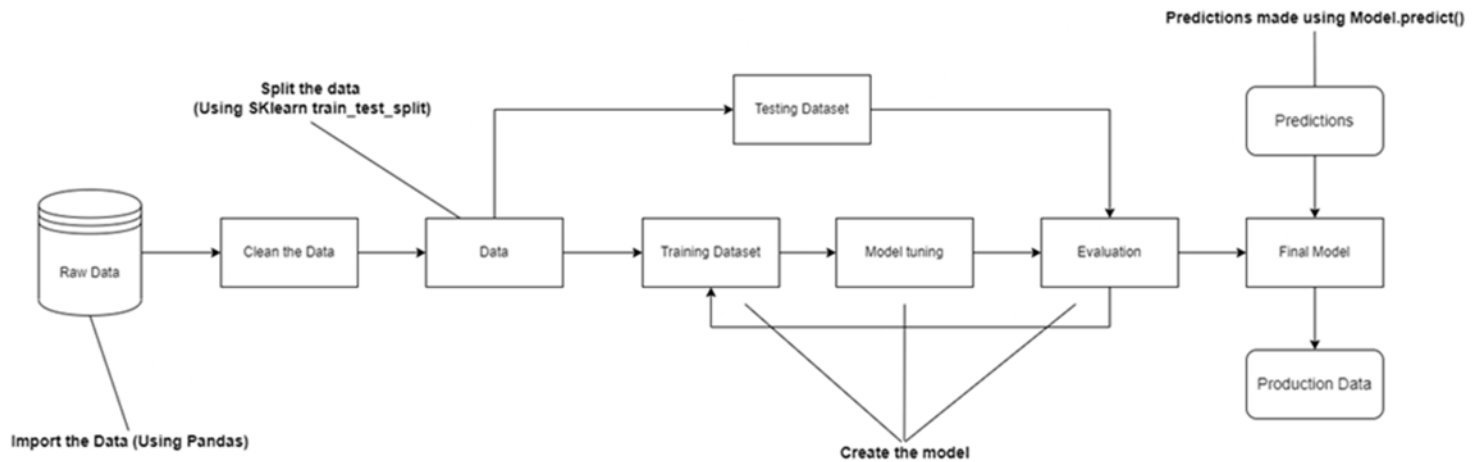 Predictions made using Model.predict()
Split the data
(Using SKlearn train_test_split)
Testing Dataset
Predictions
Raw Data
Clean the Data
Data
Training Dataset
Model tuning
Evaluation
Final Model
Production Data
Import the Data (Using Pandas)
Create the model